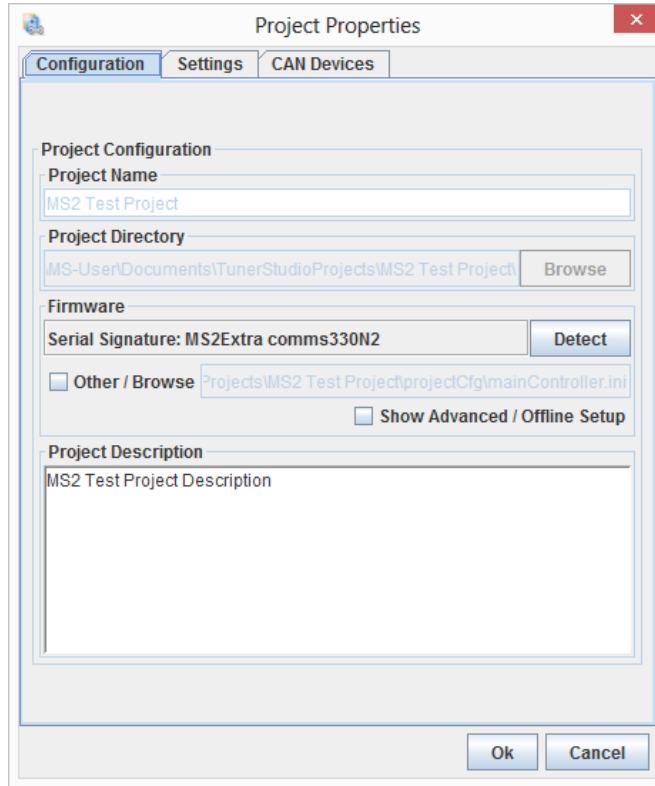 Project Properties
Configuration Settings CAN Devices
Project Configuration
Project Name
MS2 Test Project
Project Directory
\MS-User\Documents\TunerStudioProjects\MS2 Test Project\ Browse
Firmware
Serial Signature: MS2Extra comms330N2 Detect
Other / Browse Projects\MS2 Test Project\projectCfg\mainController.ini
Show Advanced / Offline Setup
Project Description
MS2 Test Project Description
Ok Cancel